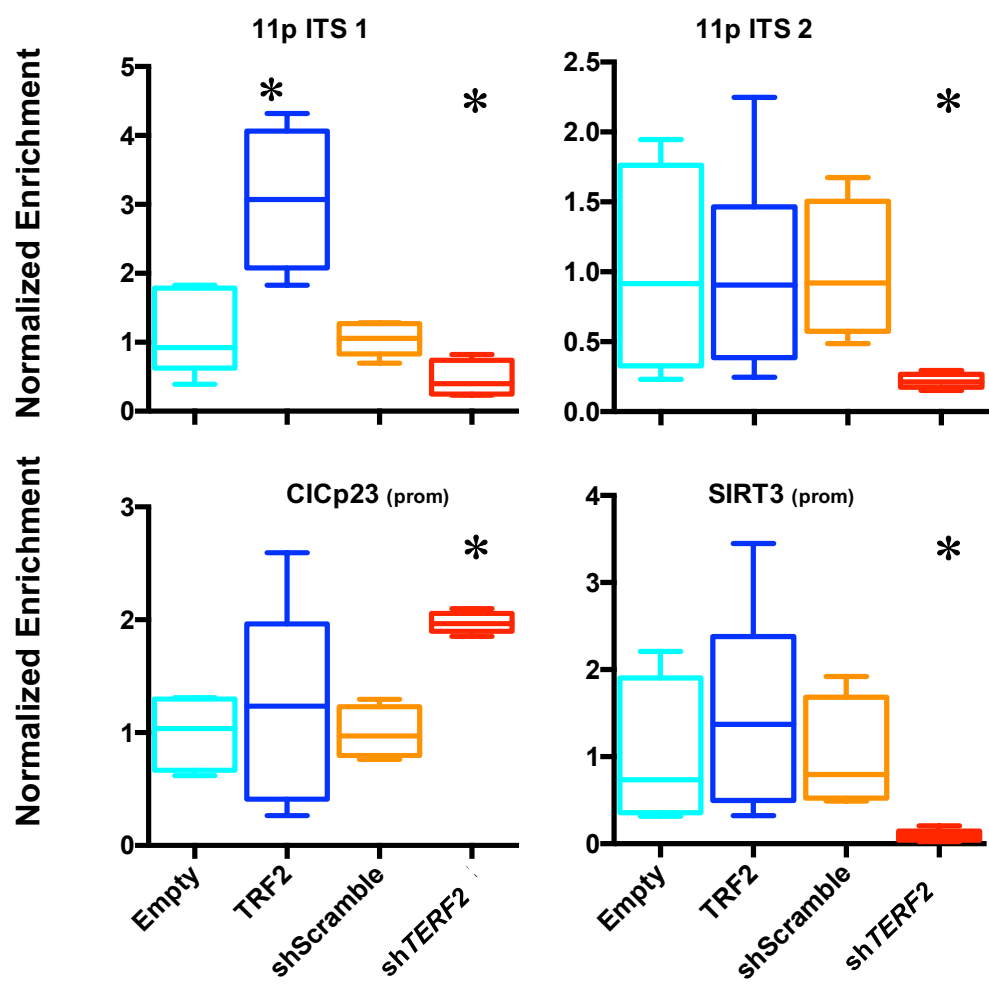 11p ITS 1
Normalized Enrichment
5
4
3
2
1
0
*
*
11p ITS 2
2.5
2.0
1.5
1.0
0.5
0.0
*
CICp23 (prom)
Normalized Enrichment
3
2
1
0
*
Empty
TRF2
shScramble
shTERF2
SIRT3 (prom)
4
3
2
1
0
*
Empty
TRF2
shScramble
shTERF2